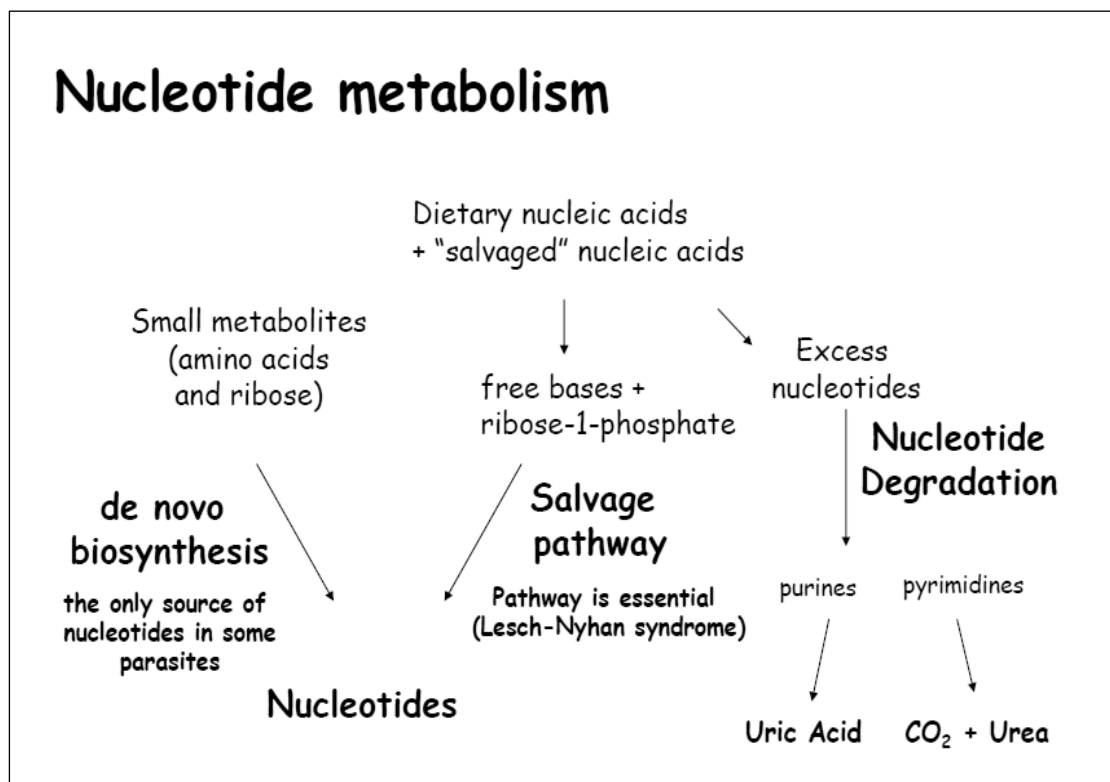 Nucleotide metabolism
Dietary nucleic acids
+ “salvaged” nucleic acids
Small metabolites
(amino acids
and ribose)
free bases +
ribose-1-phosphate
Excess
nucleotides
Nucleotide
Degradation
de novo
biosynthesis
the only source of
nucleotides in some
parasites
Salvage
pathway
Pathway is essential
(Lesch-Nyhan syndrome)
purines
pyrimidines
Nucleotides
Uric Acid
CO₂ + Urea